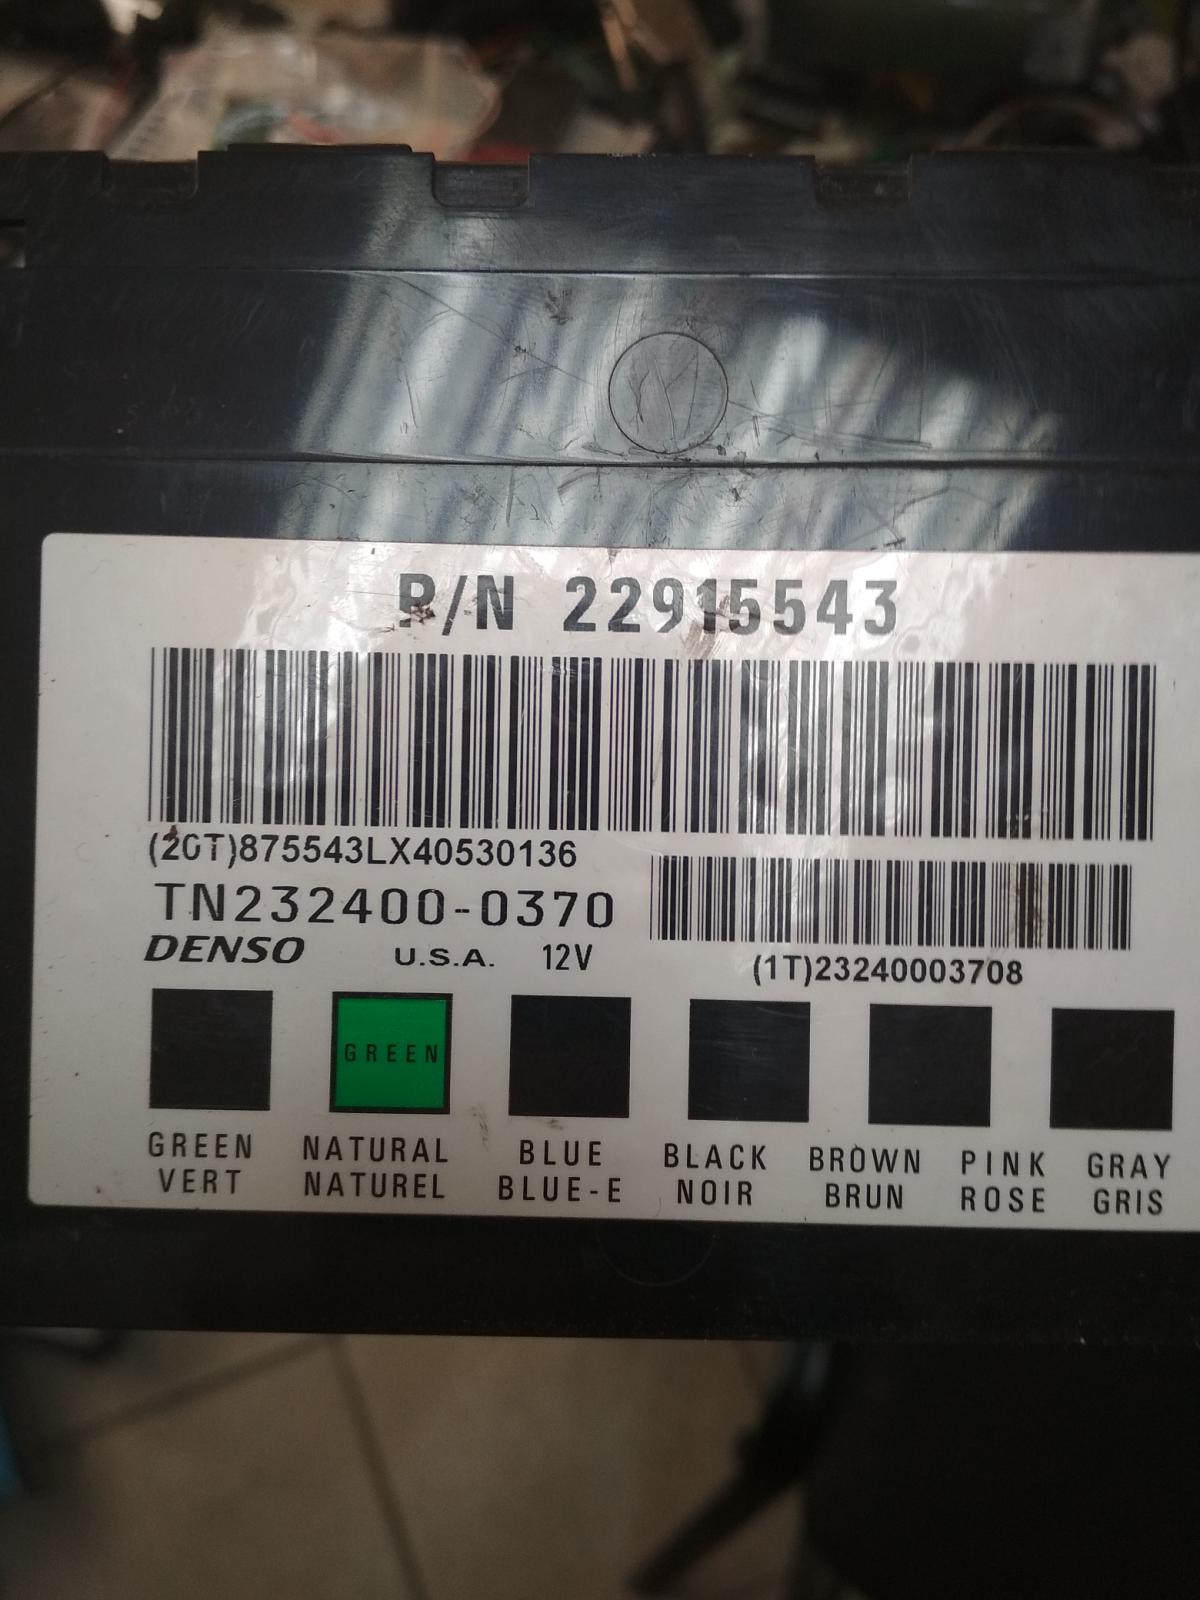 P/N 22915543
(2CT)875543LX40530136
TN232400-0370
DENSO U.S.A. 12V
(1T)23240003708
GREEN
GREEN NATURAL BLUE BLACK BROWN PINK GRAY
VERT NATUREL BLUE-E NOIR BRUN ROSE GRIS